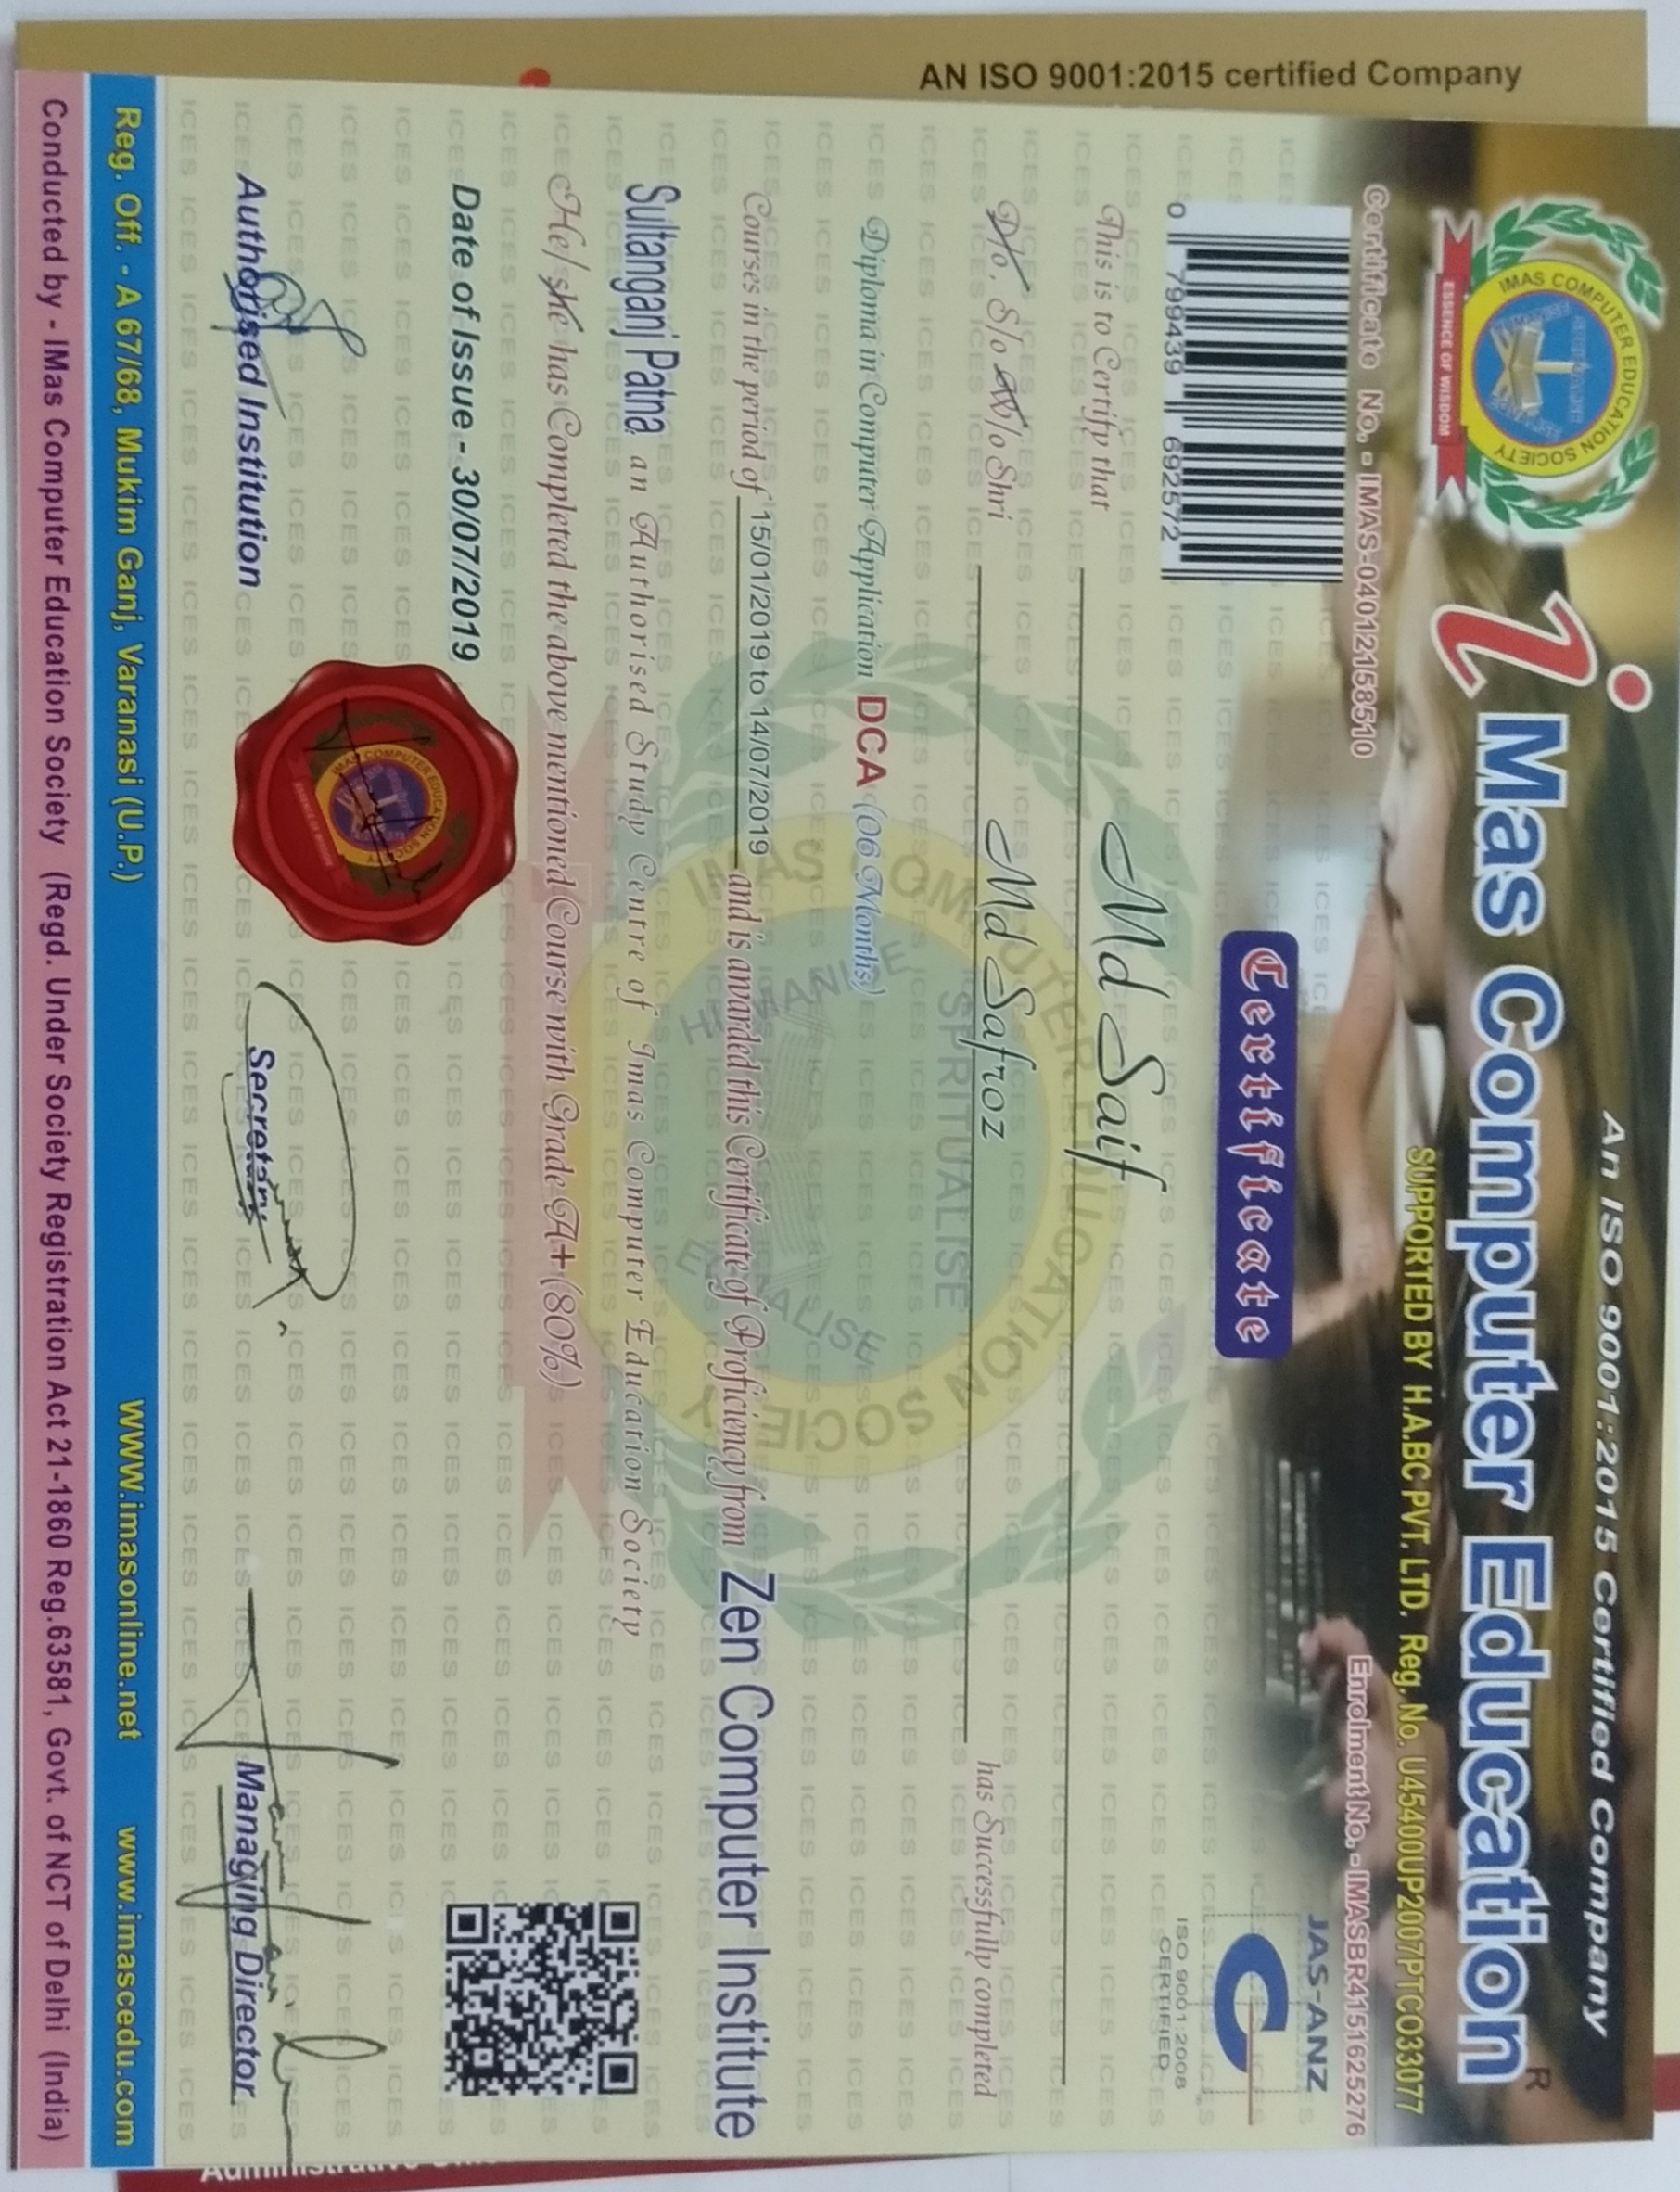 AN ISO 9001:2015 certified Company
IMAS COMPUTER EDUCATION SOCIETY
SPRITUALISE
ESSENCE OF WISDOM
An ISO 9001:2015 Certified Company
i Mas Computer Education R
SUPPORTED BY H.A.BC PVT. LTD. Reg. No. U45400UP2007PTCO33077
Certificate No. - IMAS-04012158510
Enrolment No. - IMASBR4151625276
0 799439 692572
Certificate
JAS-ANZ
ISO 9001:2008
CERTIFIED
This is to Certify that Md Saif
D/o. S/o W/o Shri Md Safroz has Successfully completed
Diploma in Computer Application DCA (06 Months)
Courses in the period of 15/01/2019 to 14/07/2019 and is awarded this Certificate of Proficiency from Zen Computer Institute
Sultanganj Patna an Authorised Study Centre of Imas Computer Education Society
He/ she has Completed the above mentioned Course with Grade A+ (80%)
Date of Issue - 30/07/2019
Authorised Institution
Secretary
Managing Director
Reg. Off. - A 67/68, Mukim Ganj, Varanasi (U.P.) WWW.imasonline.net www.imascedu.com
Conducted by - IMas Computer Education Society (Regd. Under Society Registration Act 21-1860 Reg.63581, Govt. of NCT of Delhi (India)